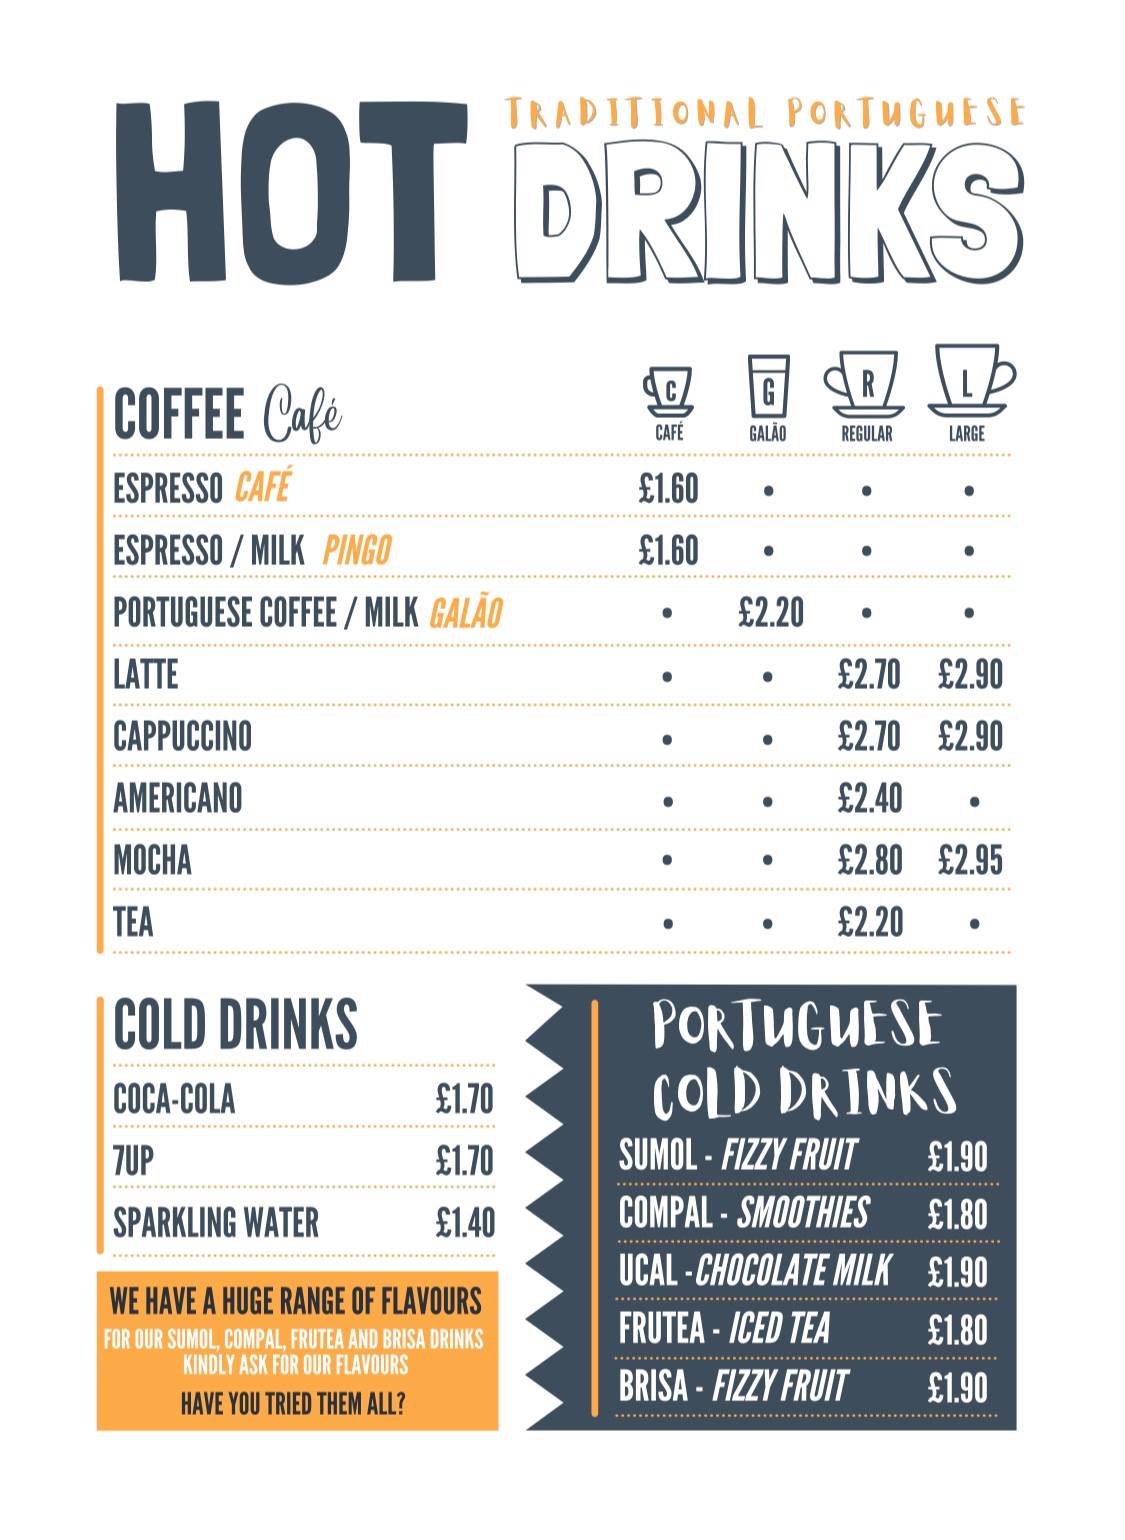 HOT TRADITIONAL PORTUGUESE
DRINKS
COFFEE Café
C G R L
CAFÉ GALÃO REGULAR LARGE
ESPRESSO CAFÉ £1.60 • • •
ESPRESSO / MILK PINGO £1.60 • • •
PORTUGUESE COFFEE / MILK GALÃO • £2.20 • •
LATTE • • £2.70 £2.90
CAPPUCCINO • • £2.70 £2.90
AMERICANO • • £2.40 •
MOCHA • • £2.80 £2.95
TEA • • £2.20 •
COLD DRINKS
COCA-COLA £1.70
7UP £1.70
SPARKLING WATER £1.40
WE HAVE A HUGE RANGE OF FLAVOURS
FOR OUR SUMOL, COMPAL, FRUTEA AND BRISA DRINKS
KINDLY ASK FOR OUR FLAVOURS
HAVE YOU TRIED THEM ALL?
PORTUGUESE
COLD DRINKS
SUMOL - FIZZY FRUIT £1.90
COMPAL - SMOOTHIES £1.80
UCAL -CHOCOLATE MILK £1.90
FRUTEA - ICED TEA £1.80
BRISA - FIZZY FRUIT £1.90